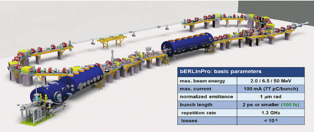 bERLinPro: basic parameters
max. beam energy 2.0 / 6.5 / 50 MeV
max. current 100 mA (77 pC/bunch)
normalized emittance 1 µm rad
bunch length 2 ps or smaller (100 fs)
repetition rate 1.3 GHz
losses < 10⁻⁵